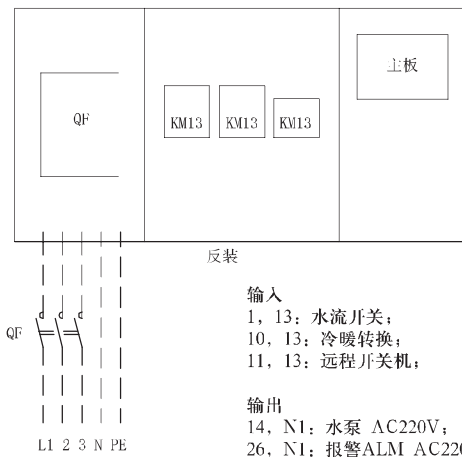 主板
QF
KM13 KM13 KM13
反装
输入
1, 13: 水流开关;
10, 13: 冷暖转换;
11, 13: 远程开关机;
QF
输出
14, N1: 水泵 AC220V;
26, N1: 报警ALM AC220
L1 2 3 N PE